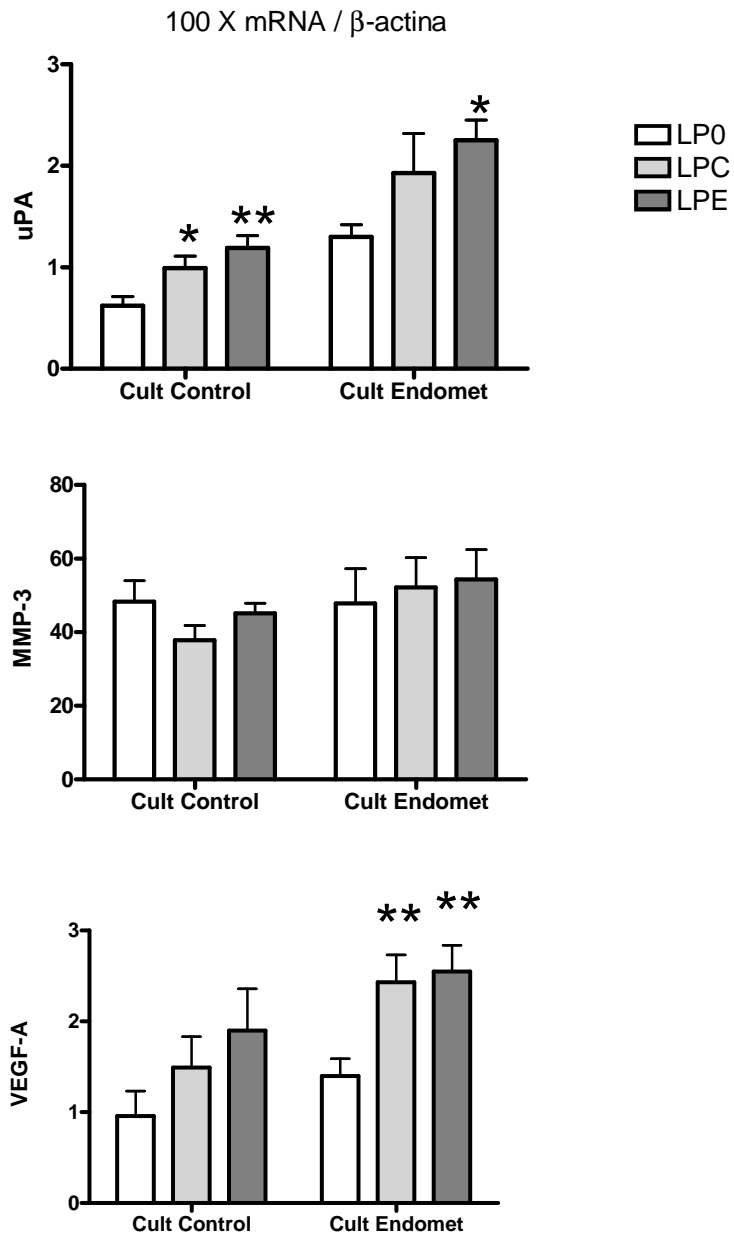 100 X mRNA / β-actina
3
2
1
0
uPA
*
**
*
Cult Control Cult Endomet
LP0
LPC
LPE
80
60
40
20
0
MMP-3
Cult Control Cult Endomet
3
2
1
0
VEGF-A
**
**
Cult Control Cult Endomet